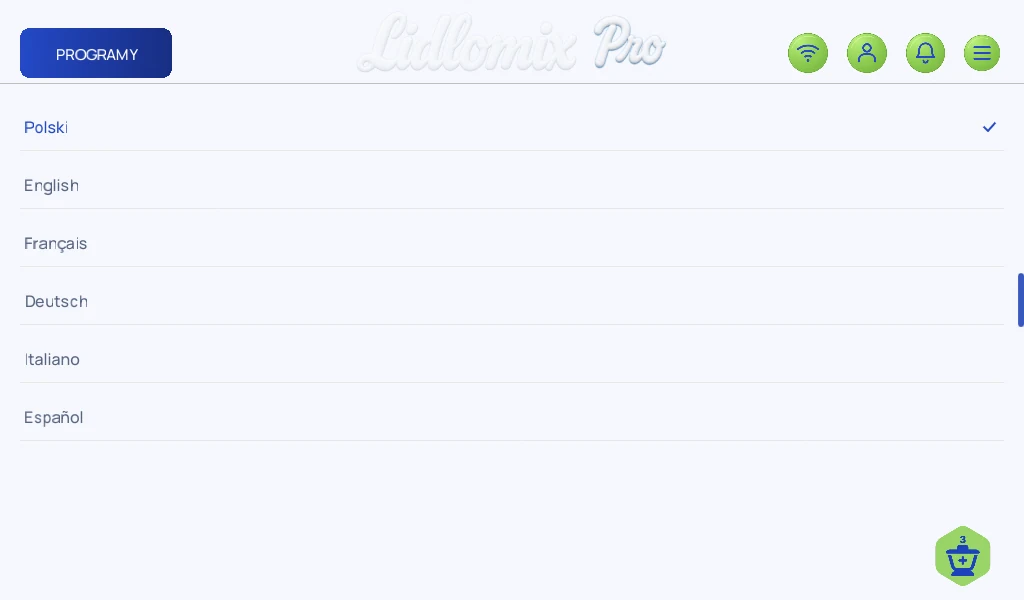 PROGRAMY
Lidlomix Pro
Polski
English
Français
Deutsch
Italiano
Español
3